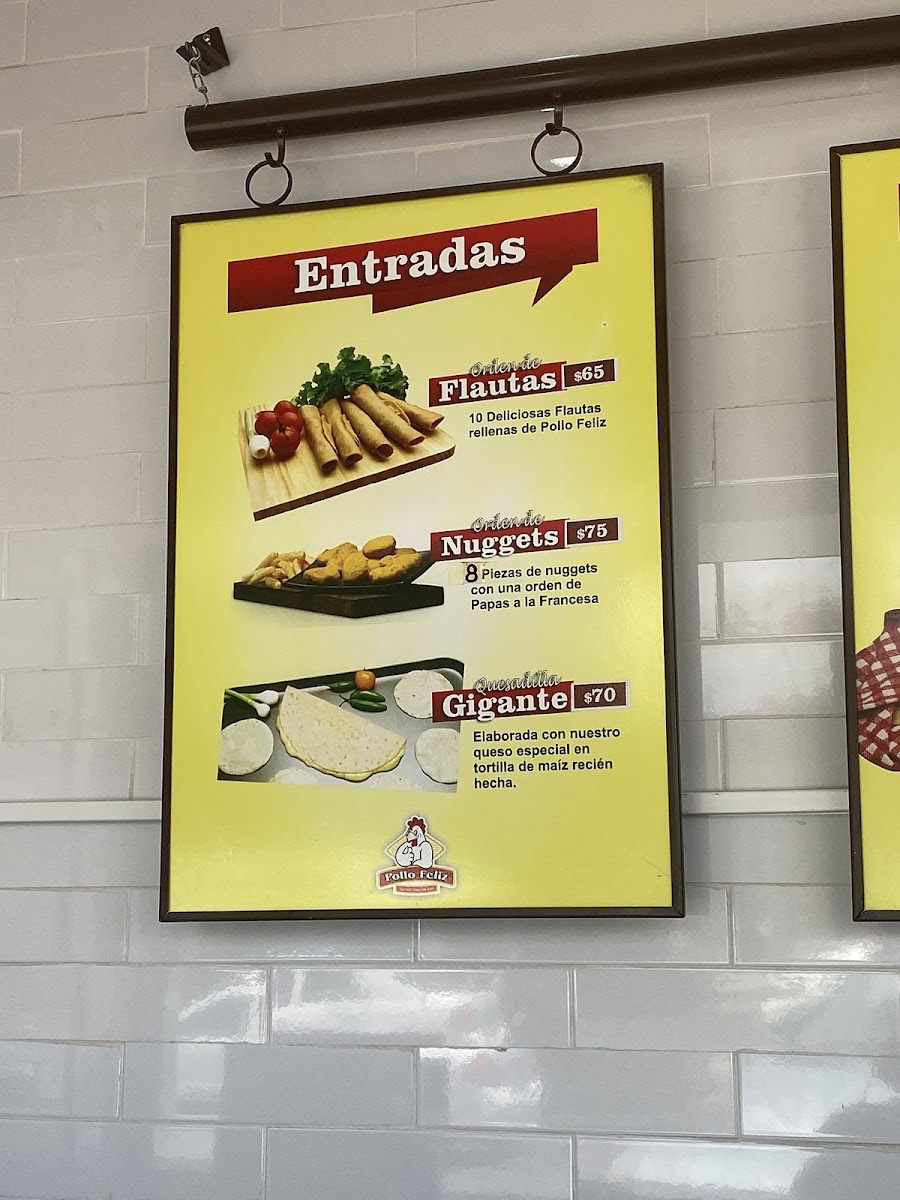 Entradas
Orden de
Flautas $65
10 Deliciosas Flautas
rellenas de Pollo Feliz
Orden de
Nuggets $75
8 Piezas de nuggets
con una orden de
Papas a la Francesa
Quesadilla
Gigante $70
Elaborada con nuestro
queso especial en
tortilla de maíz recién
hecha.
Pollo Feliz